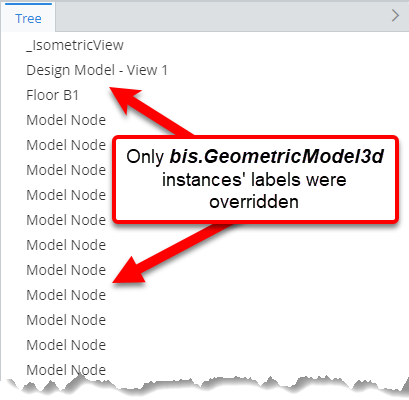 Tree
_IsometricView
Design Model - View 1
Floor B1
Model Node
Model Node
Model Node
Model Node
Model Node
Model Node
Model Node
Model Node
Model Node
Model Node
Model Node
Only bis.GeometricModel3d
instances' labels were
overridden